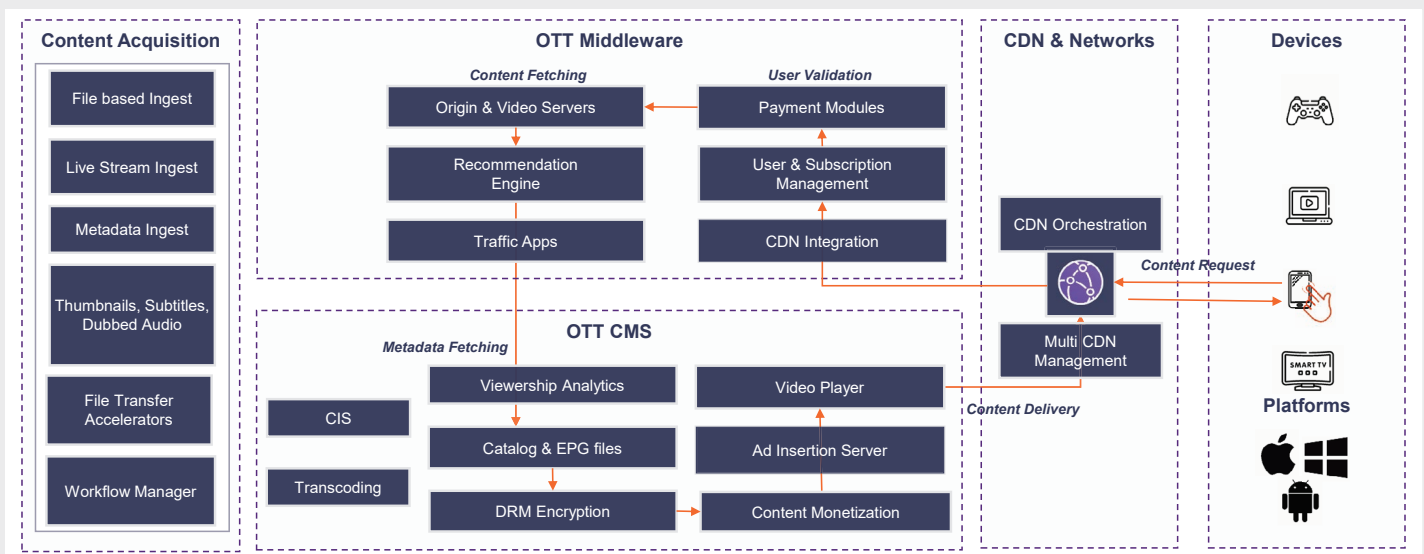 Content Acquisition
File based Ingest
Live Stream Ingest
Metadata Ingest
Thumbnails, Subtitles,
Dubbed Audio
File Transfer
Accelerators
Workflow Manager
OTT Middleware
Content Fetching
User Validation
Origin & Video Servers
Payment Modules
Recommendation
Engine
User & Subscription
Management
Traffic Apps
CDN Integration
OTT CMS
Metadata Fetching
Viewership Analytics
Video Player
CIS
Catalog & EPG files
Ad Insertion Server
Transcoding
DRM Encryption
Content Monetization
CDN & Networks
CDN Orchestration
Content Request
Multi CDN
Management
Content Delivery
Devices
SMART TV
Platforms